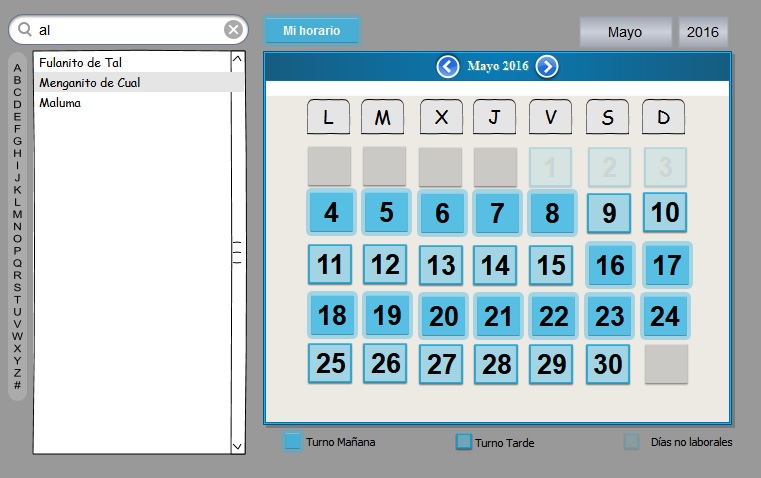 al
Mi horario
Mayo
2016
A
B
C
D
E
F
G
H
I
J
K
L
M
N
O
P
Q
R
S
T
U
V
W
X
Y
Z
#
Fulanito de Tal
Menganito de Cual
Maluma
Mayo 2016
L M X J V S D
1 2 3
4 5 6 7 8 9 10
11 12 13 14 15 16 17
18 19 20 21 22 23 24
25 26 27 28 29 30
Turno Mañana
Turno Tarde
Días no laborales